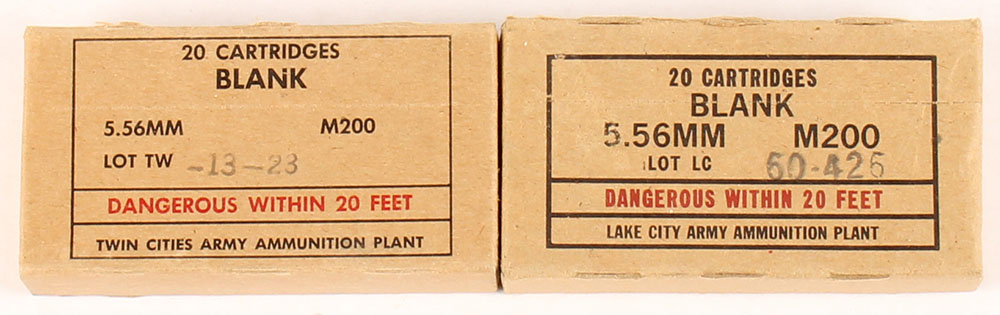 20 CARTRIDGES
BLANK
5.56MM M200
LOT TW -13-23
DANGEROUS WITHIN 20 FEET
TWIN CITIES ARMY AMMUNITION PLANT
20 CARTRIDGES
BLANK
5.56MM M200
LOT LC 60-426
DANGEROUS WITHIN 20 FEET
LAKE CITY ARMY AMMUNITION PLANT